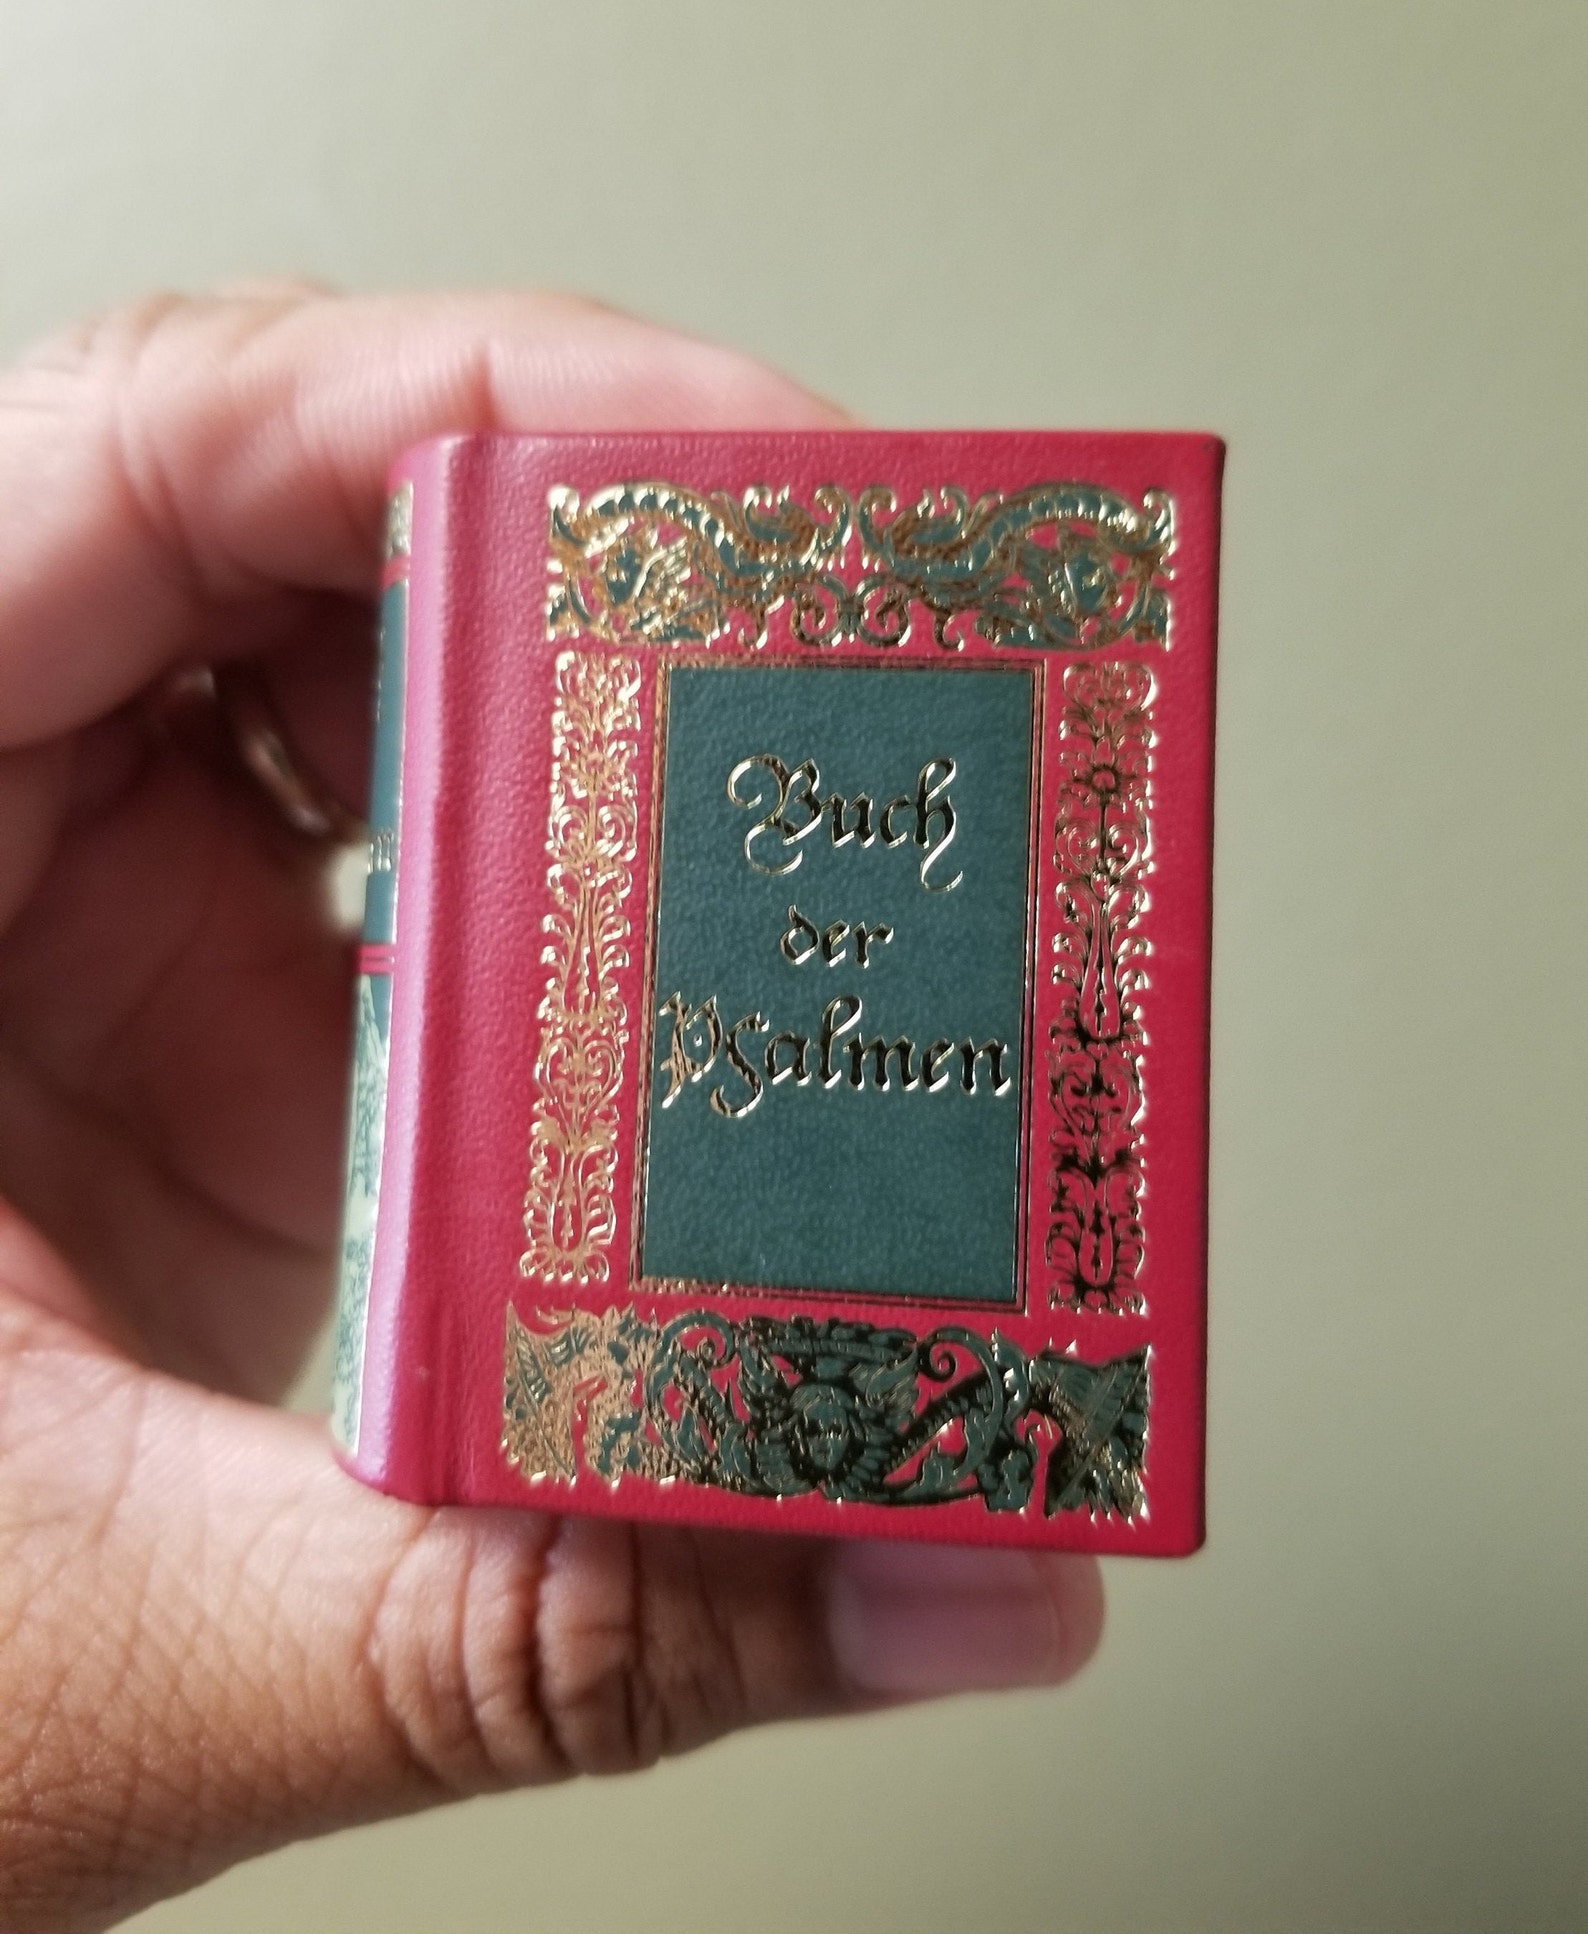 Buch
der
Psalmen